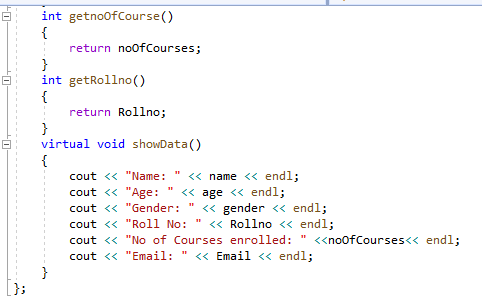 int getnoOfCourse()
{
return noOfCourses;
}
int getRollno()
{
return Rollno;
}
virtual void showData()
{
cout << "Name: " << name << endl;
cout << "Age: " << age << endl;
cout << "Gender: " << gender << endl;
cout << "Roll No: " << Rollno << endl;
cout << "No of Courses enrolled: " <<noOfCourses<< endl;
cout << "Email: " << Email << endl;
}
};